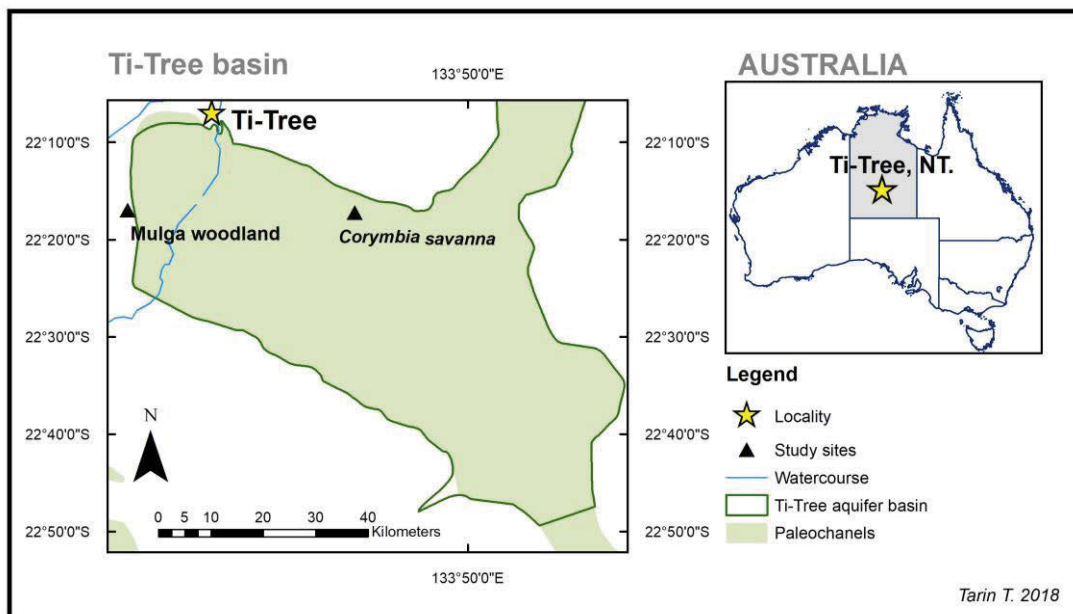 Ti-Tree basin
133°50'0"E
AUSTRALIA
Ti-Tree
22°10'0"S
22°10'0"S
Ti-Tree, NT.
Mulga woodland
Corymbia savanna
22°20'0"S
22°20'0"S
22°30'0"S
22°30'0"S
Legend
Locality
N
22°40'0"S
22°40'0"S
Study sites
Watercourse
Ti-Tree aquifer basin
0 5 10 20 30 40
Kilometers
22°50'0"S
22°50'0"S
Paleochanels
133°50'0"E
Tarin T. 2018